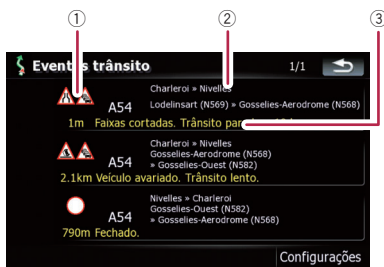 ① ② ③
Eventos trânsito 1/1
Charleroi » Nivelles
A54 Lodelinsart (N569) » Gosselies-Aerodrome (N568)
1m Faixas cortadas. Trânsito
Charleroi » Nivelles
Gosselies-Aerodrome (N568)
A54 » Gosselies-Ouest (N582)
2.1km Veículo avariado. Trânsito lento.
Nivelles » Charleroi
Gosselies-Ouest (N582)
A54 » Gosselies-Aerodrome (N568)
790m Fechado.
Configurações